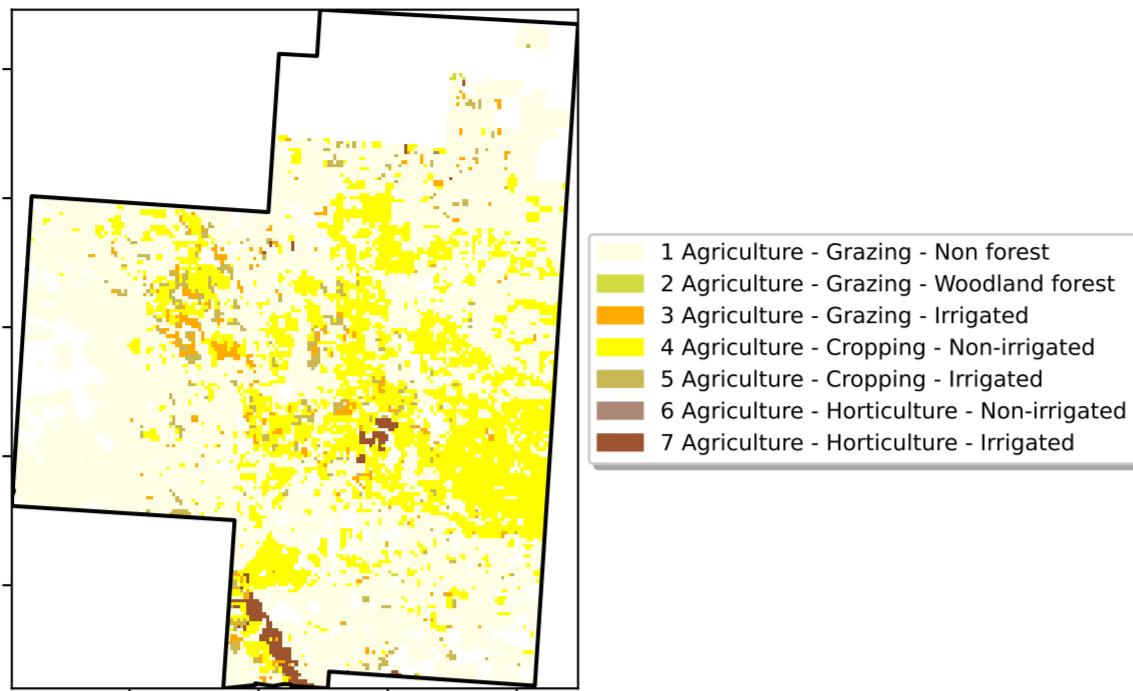 1 Agriculture - Grazing - Non forest
2 Agriculture - Grazing - Woodland forest
3 Agriculture - Grazing - Irrigated
4 Agriculture - Cropping - Non-irrigated
5 Agriculture - Cropping - Irrigated
6 Agriculture - Horticulture - Non-irrigated
7 Agriculture - Horticulture - Irrigated